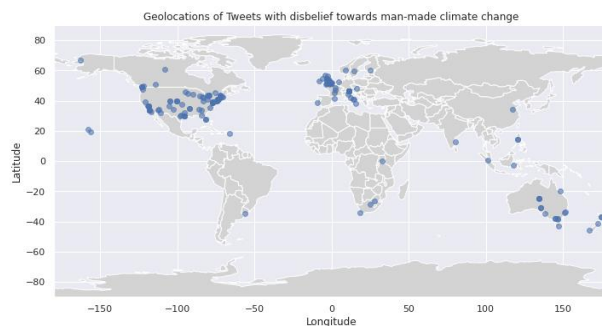 Geolocations of Tweets with disbelief towards man-made climate change
80
60
40
20
0
−20
−40
−60
−80
Latitude
−150 −100 −50 0 50 100 150
Longitude